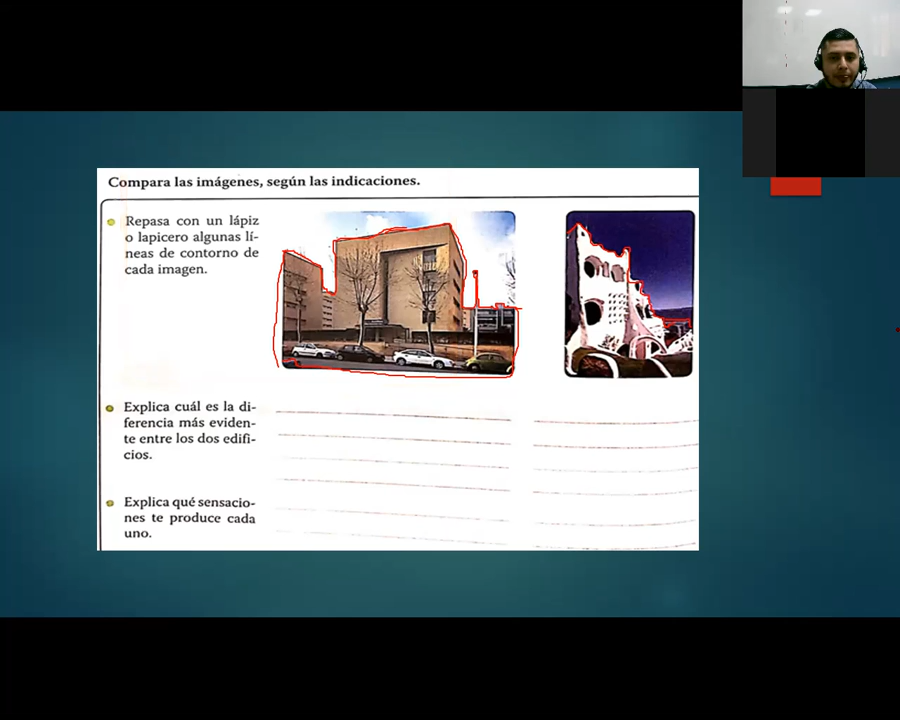 Compara las imágenes, según las indicaciones.
Repasa con un lápiz
o lapicero algunas lí-
neas de contorno de
cada imagen.
Explica cuál es la di-
ferencia más eviden-
te entre los dos edifi-
cios.
Explica qué sensacio-
nes te produce cada
uno.